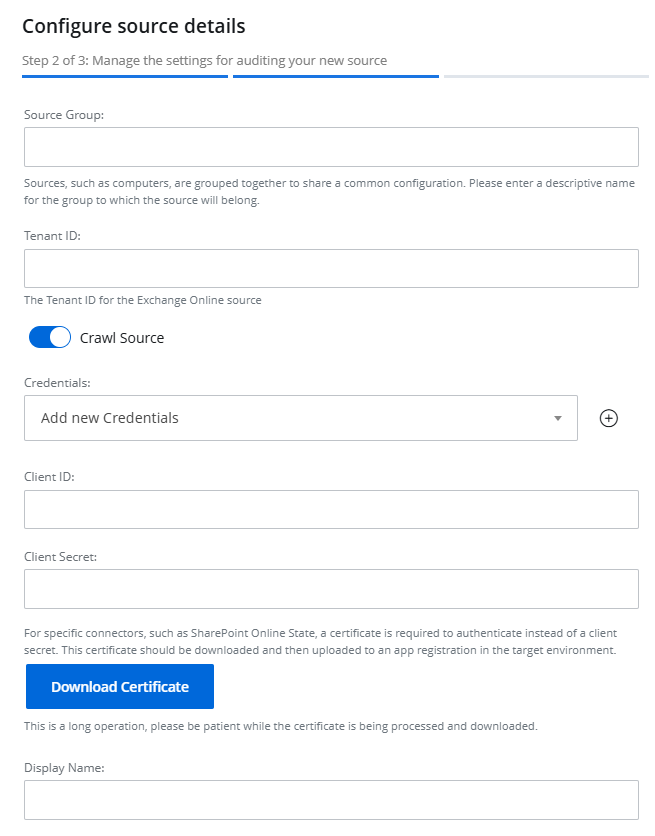 Configure source details
Step 2 of 3: Manage the settings for auditing your new source
Source Group:
Sources, such as computers, are grouped together to share a common configuration. Please enter a descriptive name
for the group to which the source will belong.
Tenant ID:
The Tenant ID for the Exchange Online source
Crawl Source
Credentials:
Add new Credentials
Client ID:
Client Secret:
For specific connectors, such as SharePoint Online State, a certificate is required to authenticate instead of a client
secret. This certificate should be downloaded and then uploaded to an app registration in the target environment.
Download Certificate
This is a long operation, please be patient while the certificate is being processed and downloaded.
Display Name: